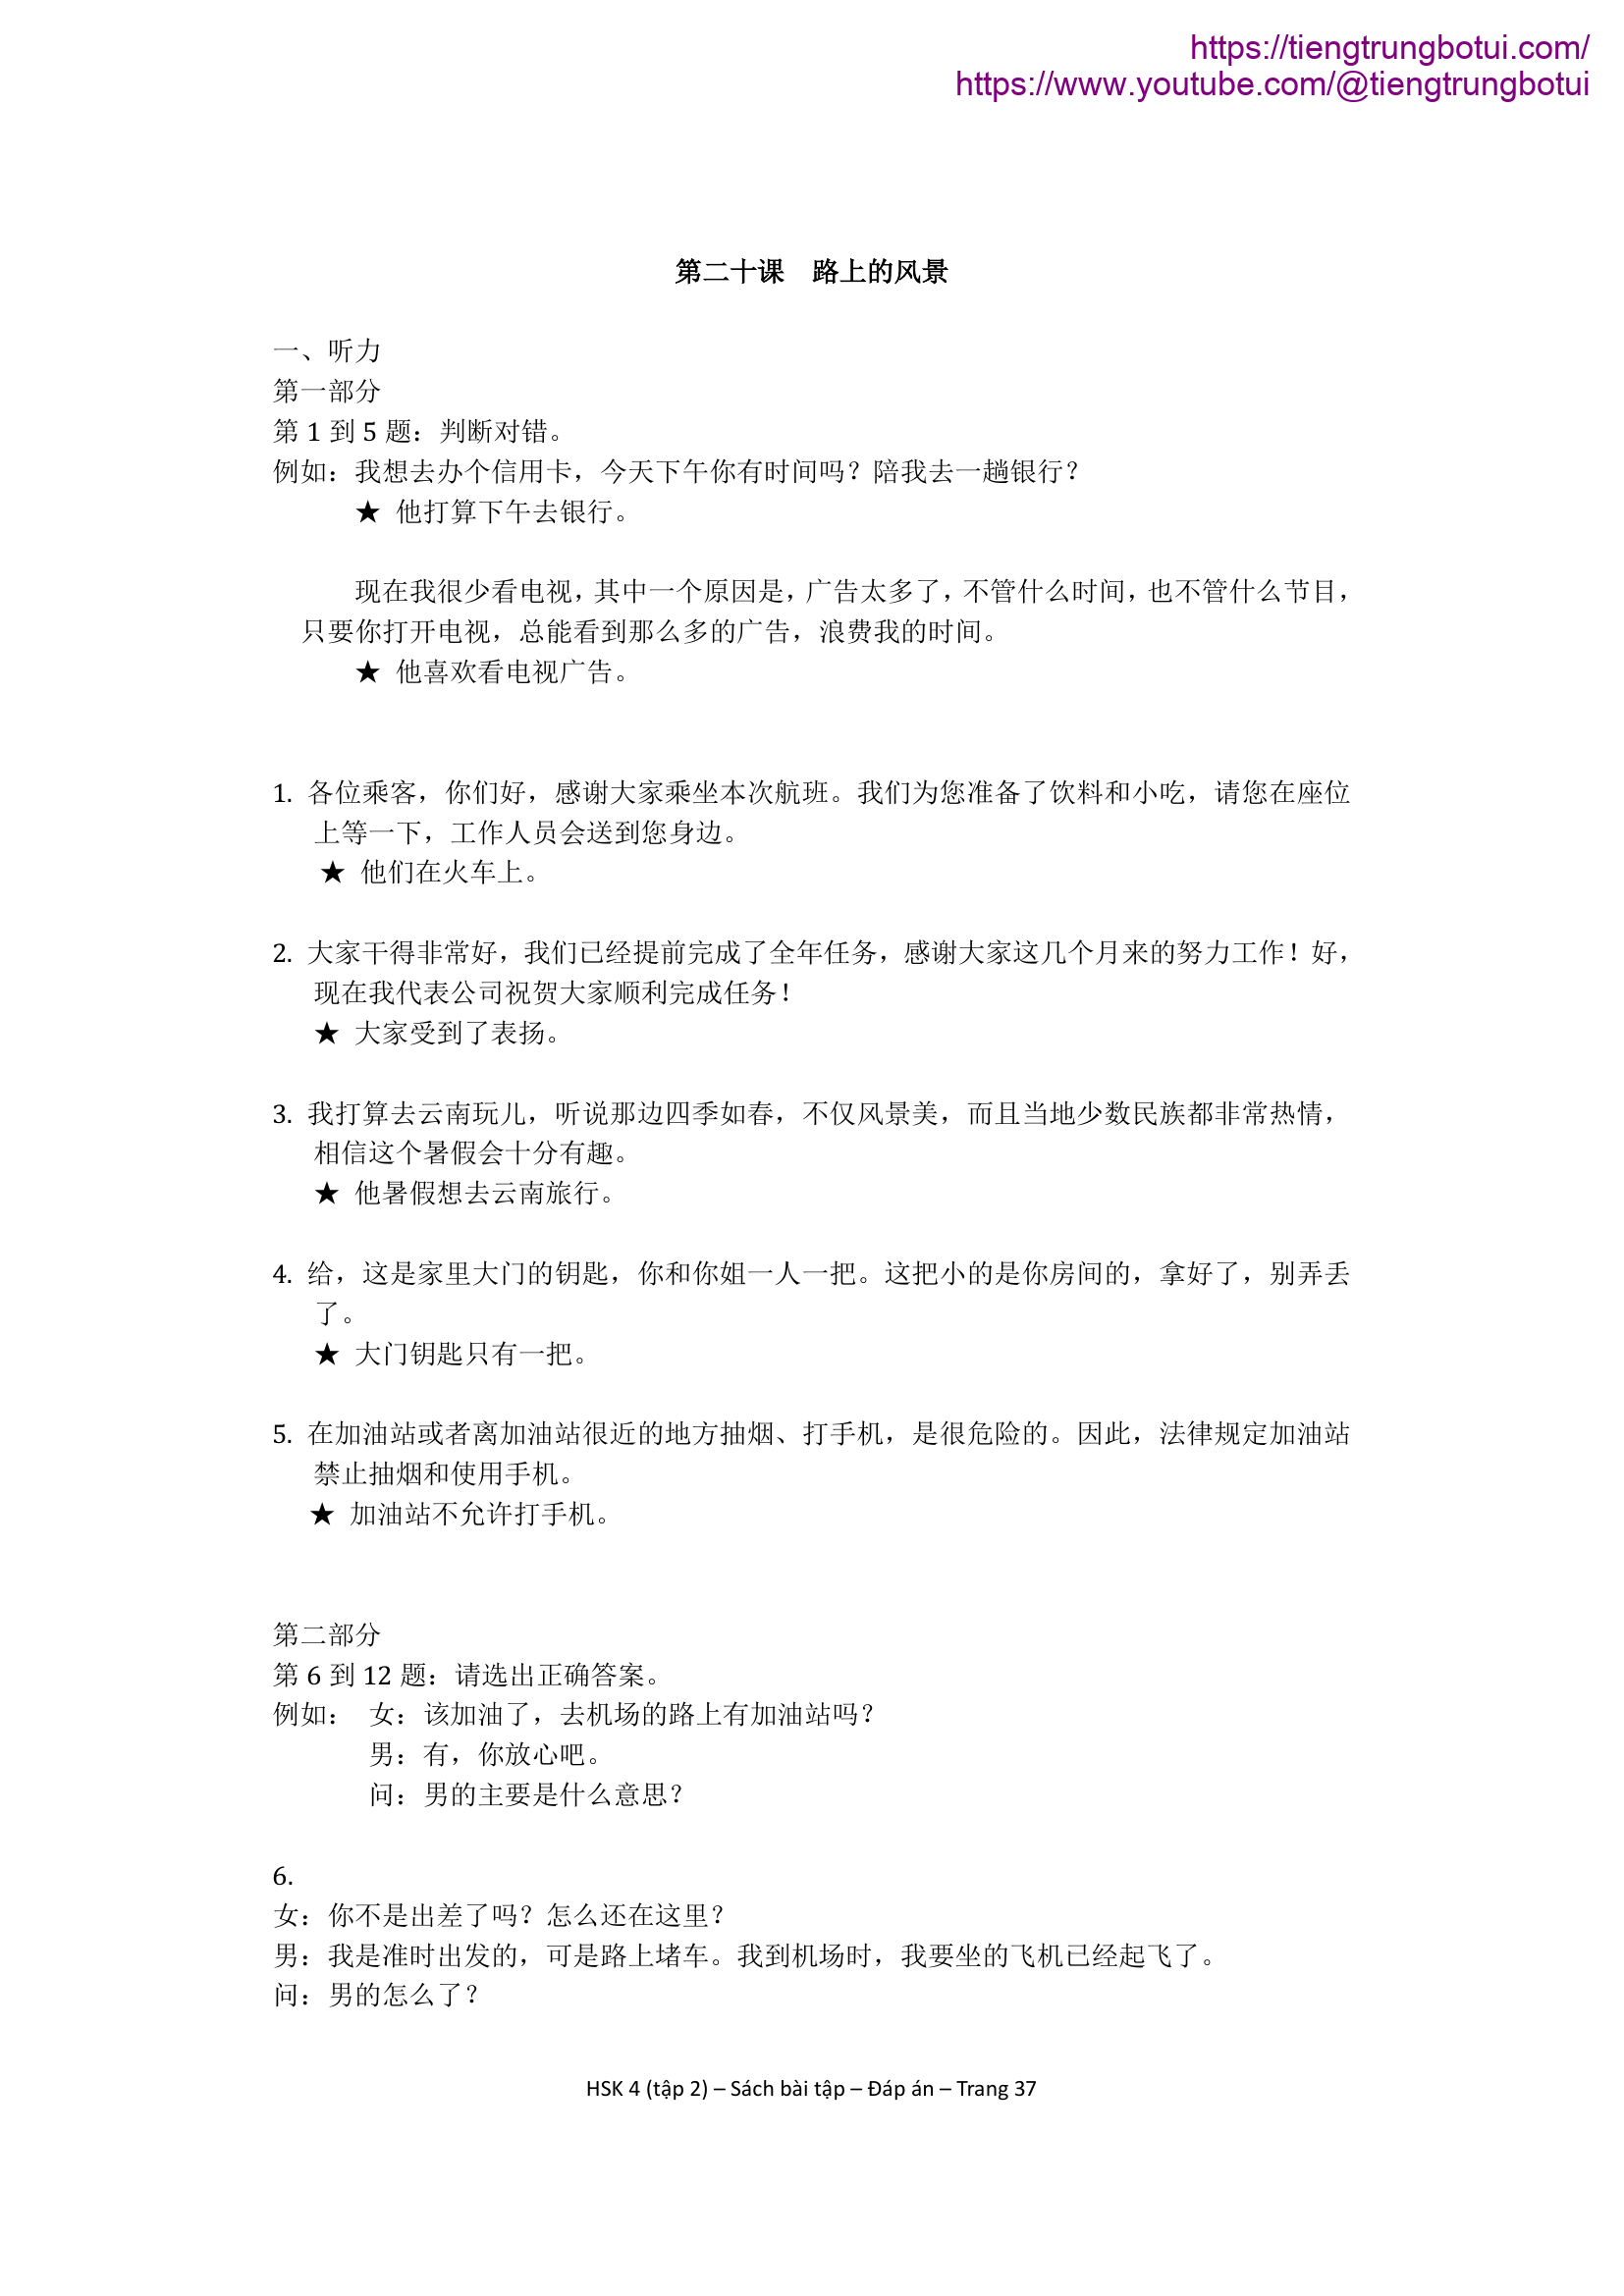 https://tiengtrungbotui.com/
https://www.youtube.com/@tiengtrungbotui
第二十课　路上的风景
一、听力
第一部分
第 1 到 5 题：判断对错。
例如：我想去办个信用卡，今天下午你有时间吗？陪我去一趟银行？
★ 他打算下午去银行。
现在我很少看电视，其中一个原因是，广告太多了，不管什么时间，也不管什么节目，
只要你打开电视，总能看到那么多的广告，浪费我的时间。
★ 他喜欢看电视广告。
1. 各位乘客，你们好，感谢大家乘坐本次航班。我们为您准备了饮料和小吃，请您在座位
上等一下，工作人员会送到您身边。
★ 他们在火车上。
2. 大家干得非常好，我们已经提前完成了全年任务，感谢大家这几个月来的努力工作！好，
现在我代表公司祝贺大家顺利完成任务！
★ 大家受到了表扬。
3. 我打算去云南玩儿，听说那边四季如春，不仅风景美，而且当地少数民族都非常热情，
相信这个暑假会十分有趣。
★ 他暑假想去云南旅行。
4. 给，这是家里大门的钥匙，你和你姐一人一把。这把小的是你房间的，拿好了，别弄丢
了。
★ 大门钥匙只有一把。
5. 在加油站或者离加油站很近的地方抽烟、打手机，是很危险的。因此，法律规定加油站
禁止抽烟和使用手机。
★ 加油站不允许打手机。
第二部分
第 6 到 12 题：请选出正确答案。
例如： 女：该加油了，去机场的路上有加油站吗？
男：有，你放心吧。
问：男的主要是什么意思？
6.
女：你不是出差了吗？怎么还在这里？
男：我是准时出发的，可是路上堵车。我到机场时，我要坐的飞机已经起飞了。
问：男的怎么了？
HSK 4 (tập 2) – Sách bài tập – Đáp án – Trang 37